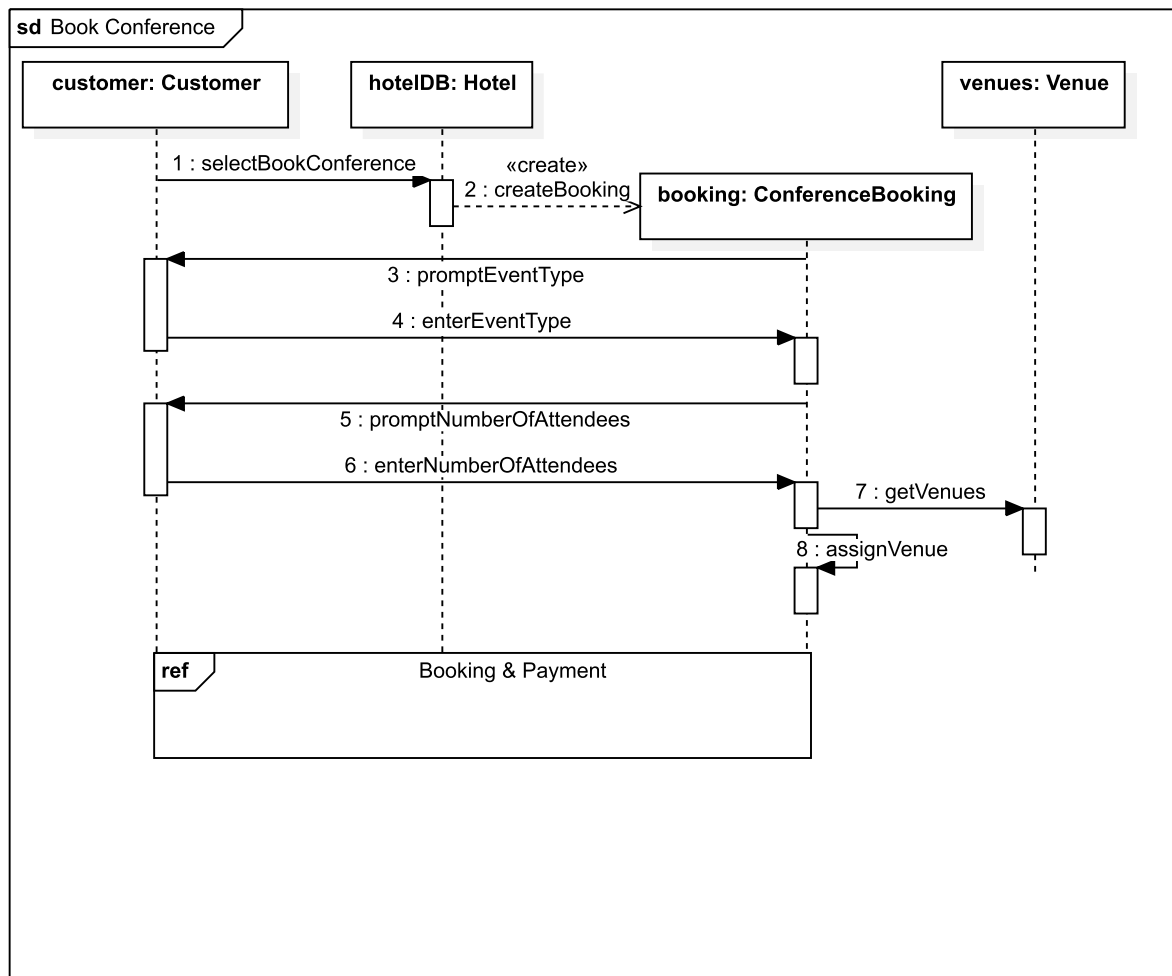 sd Book Conference
customer: Customer
hotelDB: Hotel
venues: Venue
1 : selectBookConference
«create»
2 : createBooking
booking: ConferenceBooking
3 : promptEventType
4 : enterEventType
5 : promptNumberOfAttendees
6 : enterNumberOfAttendees
7 : getVenues
8 : assignVenue
ref
Booking & Payment